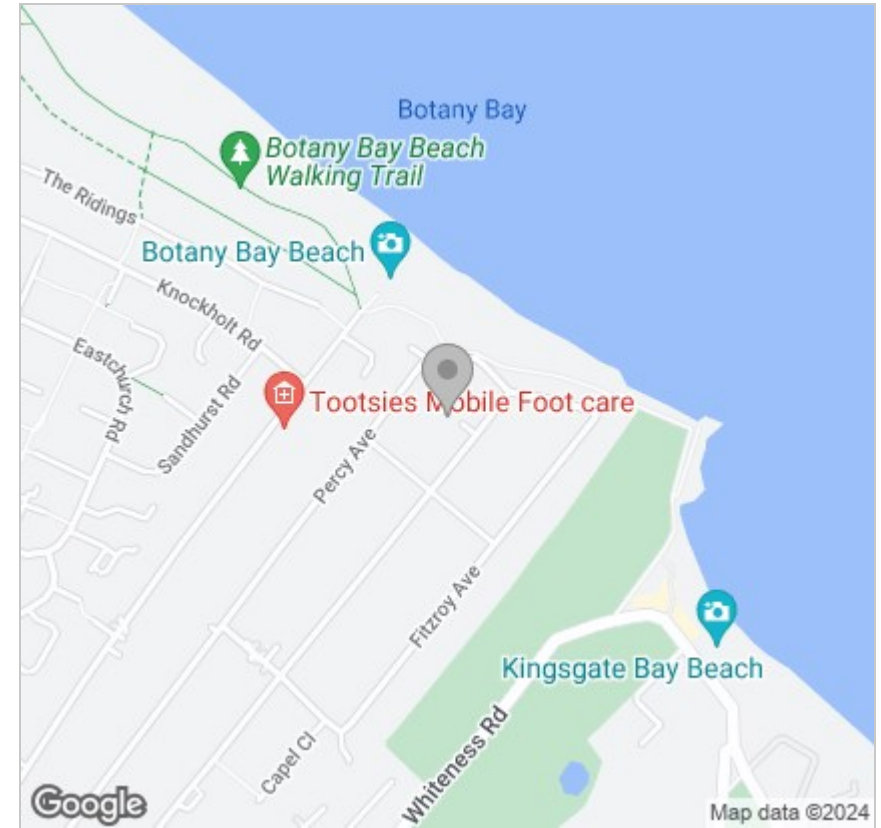 Botany Bay
Botany Bay Beach
Walking Trail
The Ridings
Botany Bay Beach
Knockholt Rd
Eastchurch Rd
Sandhurst Rd
Tootsies Mobile Foot care
Percy Ave
Fitzroy Ave
Kingsgate Bay Beach
Whiteness Rd
Capel Cl
Google
Map data ©2024